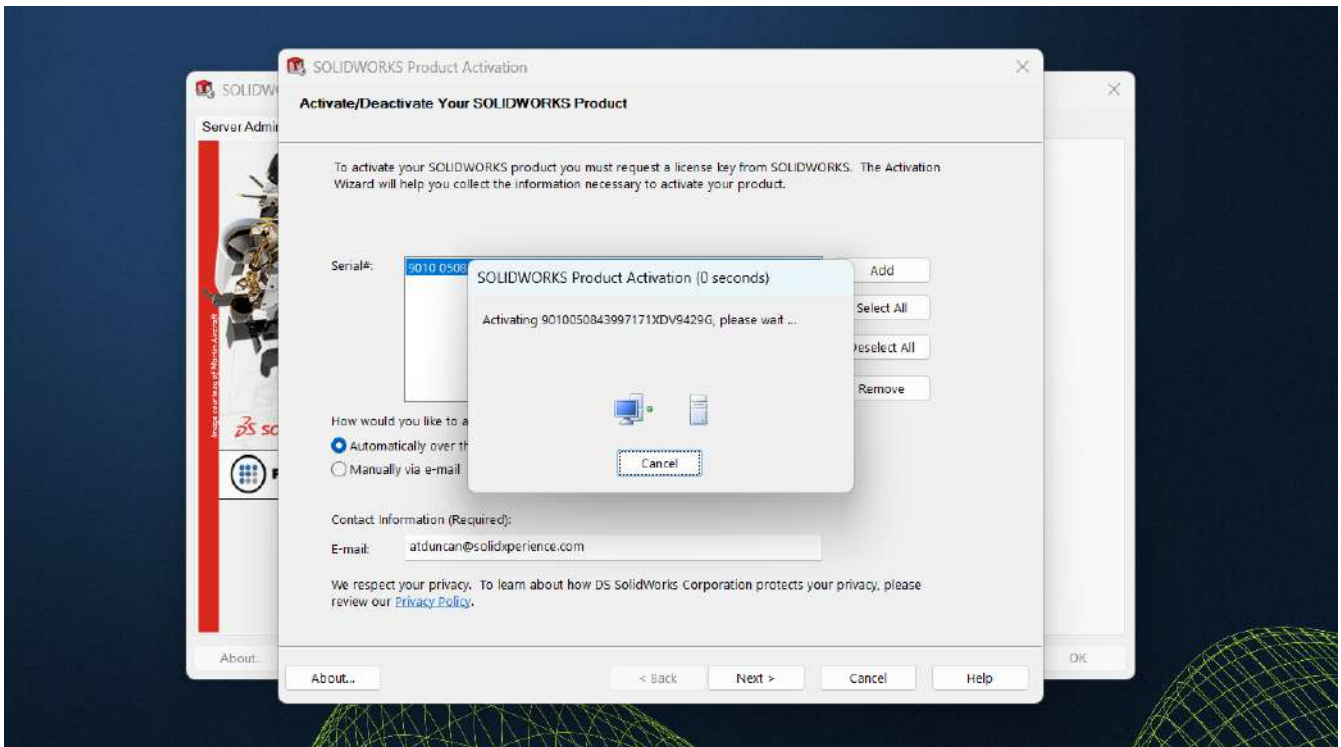 SOLIDWORKS Product Activation
SOLIDW
Activate/Deactivate Your SOLIDWORKS Product
Server Admi
To activate your SOLIDWORKS product you must request a license key from SOLIDWORKS. The Activation
Wizard will help you collect the information necessary to activate your product.
Serial#:
9010 0508
Add
SOLIDWORKS Product Activation (0 seconds)
Select All
Activating 9010050843997171XDV9429G, please wait ...
Deselect All
Remove
Image courtesy of Martin Aircraft
How would you like to a
Automatically over th
Manually via e-mail
Cancel
Contact Information (Required):
E-mail:
atduncan@solidxperience.com
We respect your privacy. To learn about how DS SolidWorks Corporation protects your privacy, please
review our Privacy Policy.
About...
OK
About...
< Back
Next >
Cancel
Help